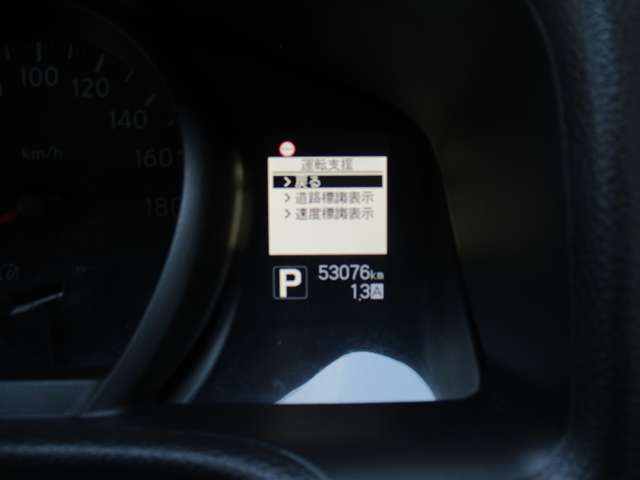 100
120
140
160
180
km/h
運転支援
> 戻る
> 道路標識表示
> 速度標識表示
P
53076km
1.3 A